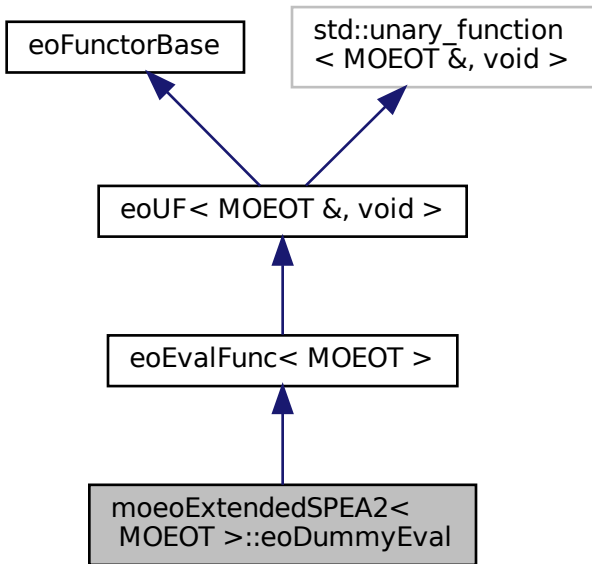 eoFunctorBase
std::unary_function
< MOEOT &, void >
eoUF< MOEOT &, void >
eoEvalFunc< MOEOT >
moeoExtendedSPEA2<
MOEOT >::eoDummyEval